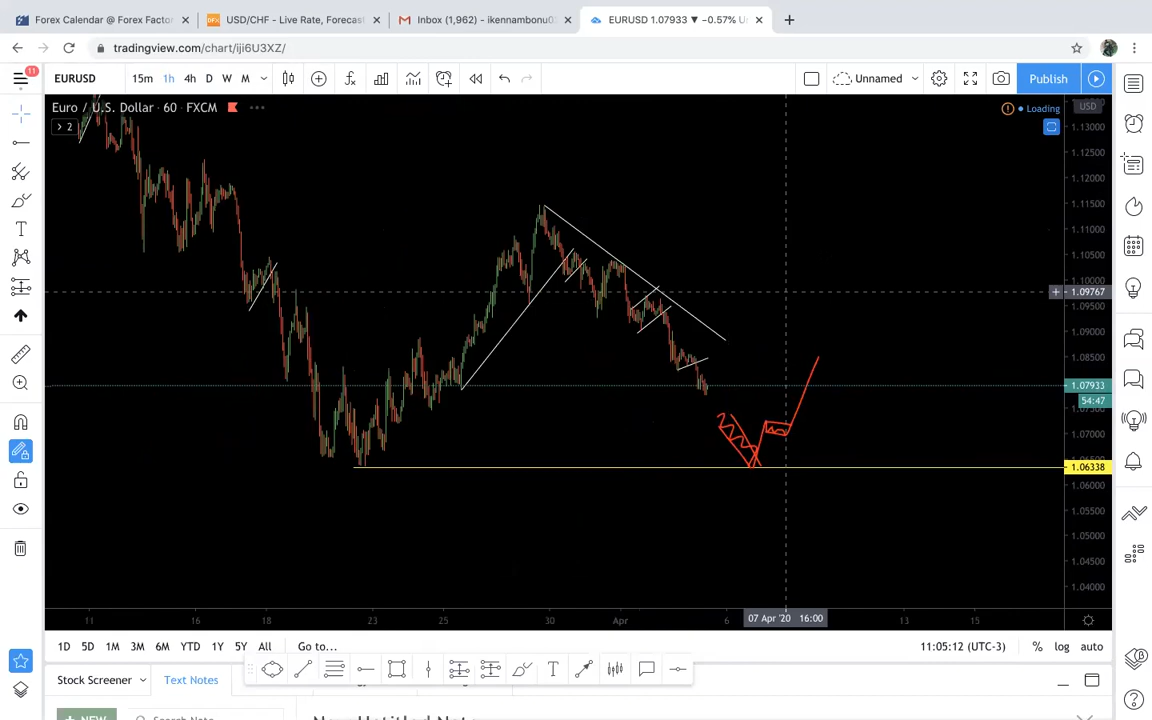 Forex Calendar @ Forex Factor
DFX USD/CHF - Live Rate, Forecas
Inbox (1,962) - ikennambonu0
EURUSD 1.07933 ▼ −0.57% U
tradingview.com/chart/iji6U3XZ/
11
EURUSD 15m 1h 4h D W M Unnamed Publish
Euro / U.S. Dollar · 60 · FXCM
Loading
USD
2
1.13000
1.12500
1.12000
1.11500
1.11000
1.10500
1.10000
1.09767
1.09500
1.09000
1.08500
1.07933
54:47
1.07000
1.06338
1.06000
1.05500
1.05000
1.04500
1.04000
11 16 18 23 25 30 Apr 6 07 Apr '20 16:00 13 15
1D 5D 1M 3M 6M YTD 1Y 5Y All Go to... 11:05:12 (UTC-3) % log auto
Stock Screener Text Notes
NEW Search Note